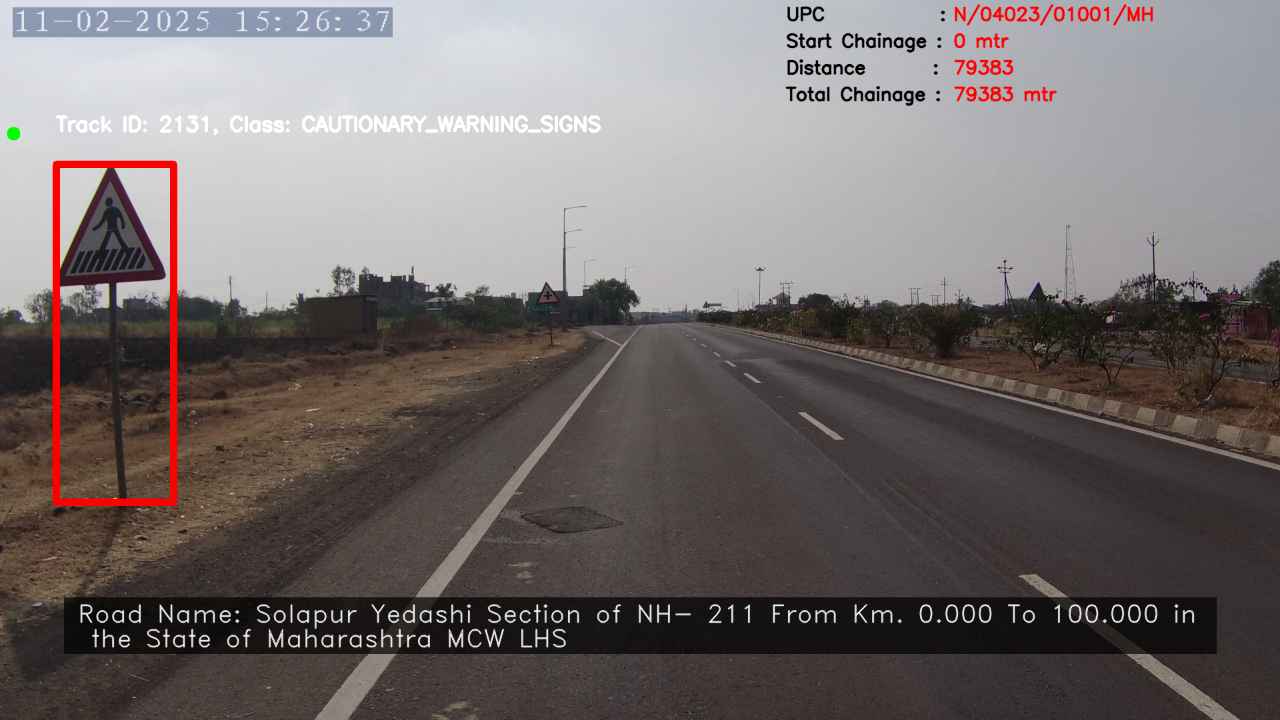 11-02-2025 15:26:37
UPC : N/04023/01001/MH
Start Chainage : 0 mtr
Distance : 79383
Total Chainage : 79383 mtr
Track ID: 2131, Class: CAUTIONARY_WARNING_SIGNS
Road Name: Solapur Yedashi Section of NH- 211 From Km. 0.000 To 100.000 in
the State of Maharashtra MCW LHS